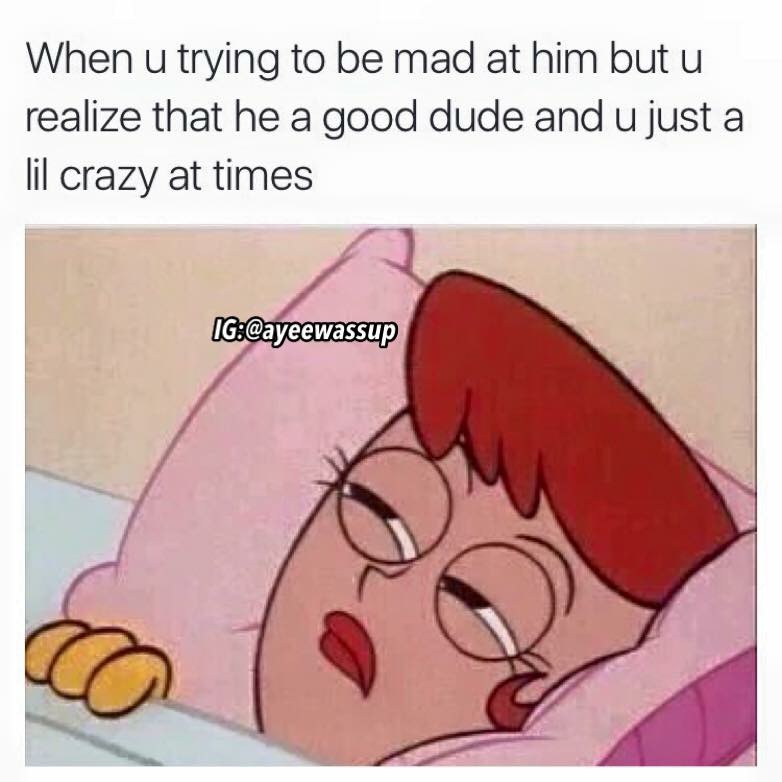 When u trying to be mad at him but u
realize that he a good dude and u just a
lil crazy at times
IG:@ayeewassup